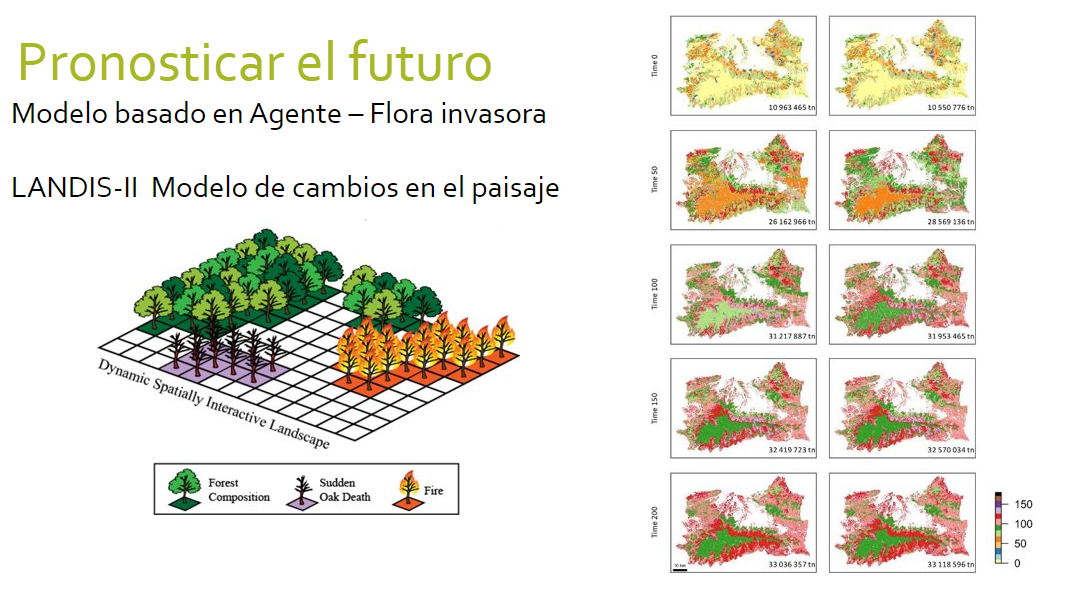 Pronosticar el futuro
Modelo basado en Agente – Flora invasora
LANDIS-II Modelo de cambios en el paisaje
Dynamic Spatially Interactive Landscape
Forest
Composition
Sudden
Oak Death
Fire
Time 0
10 963 465 tn
10 550 776 tn
Time 50
26 162 966 tn
28 569 136 tn
Time 100
31 217 887 tn
31 953 465 tn
Time 150
32 419 723 tn
32 570 034 tn
Time 200
10 km
33 036 357 tn
33 118 596 tn
150
100
50
0